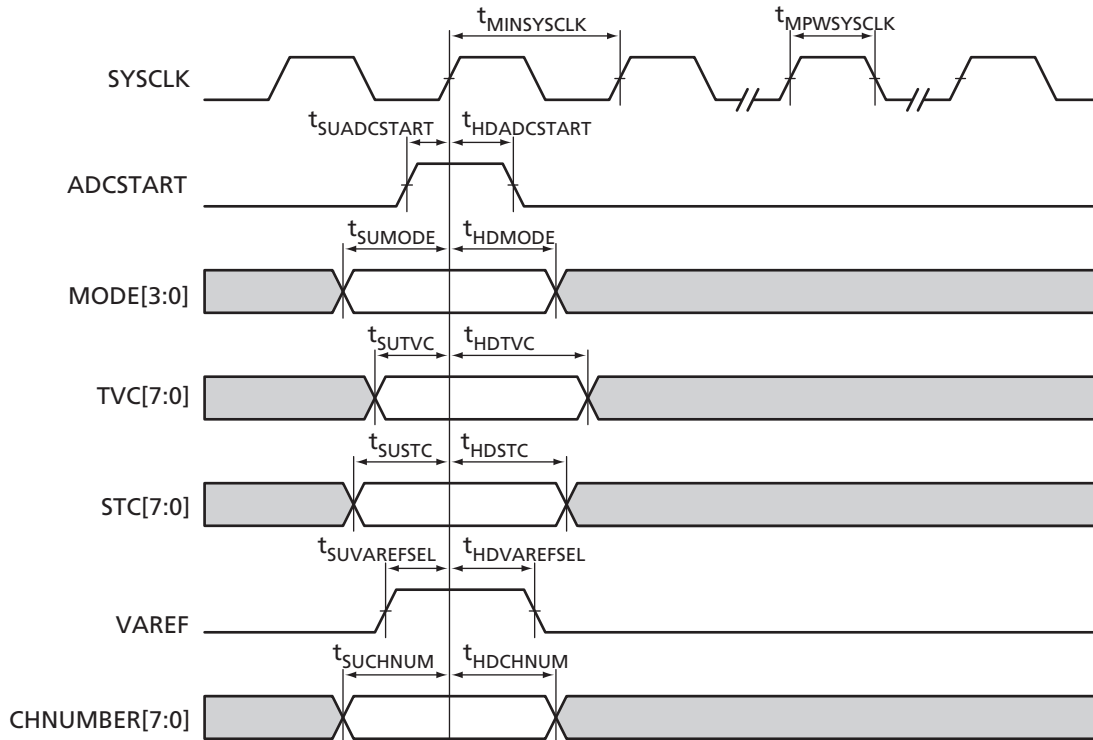 tMINSYSCLK tMPWSYSCLK
SYSCLK
tSUADCSTART tHDADCSTART
ADCSTART
tSUMODE tHDMODE
MODE[3:0]
tSUTVC tHDTVC
TVC[7:0]
tSUSTC tHDSTC
STC[7:0]
tSUVAREFSEL tHDVAREFSEL
VAREF
tSUCHNUM tHDCHNUM
CHNUMBER[7:0]